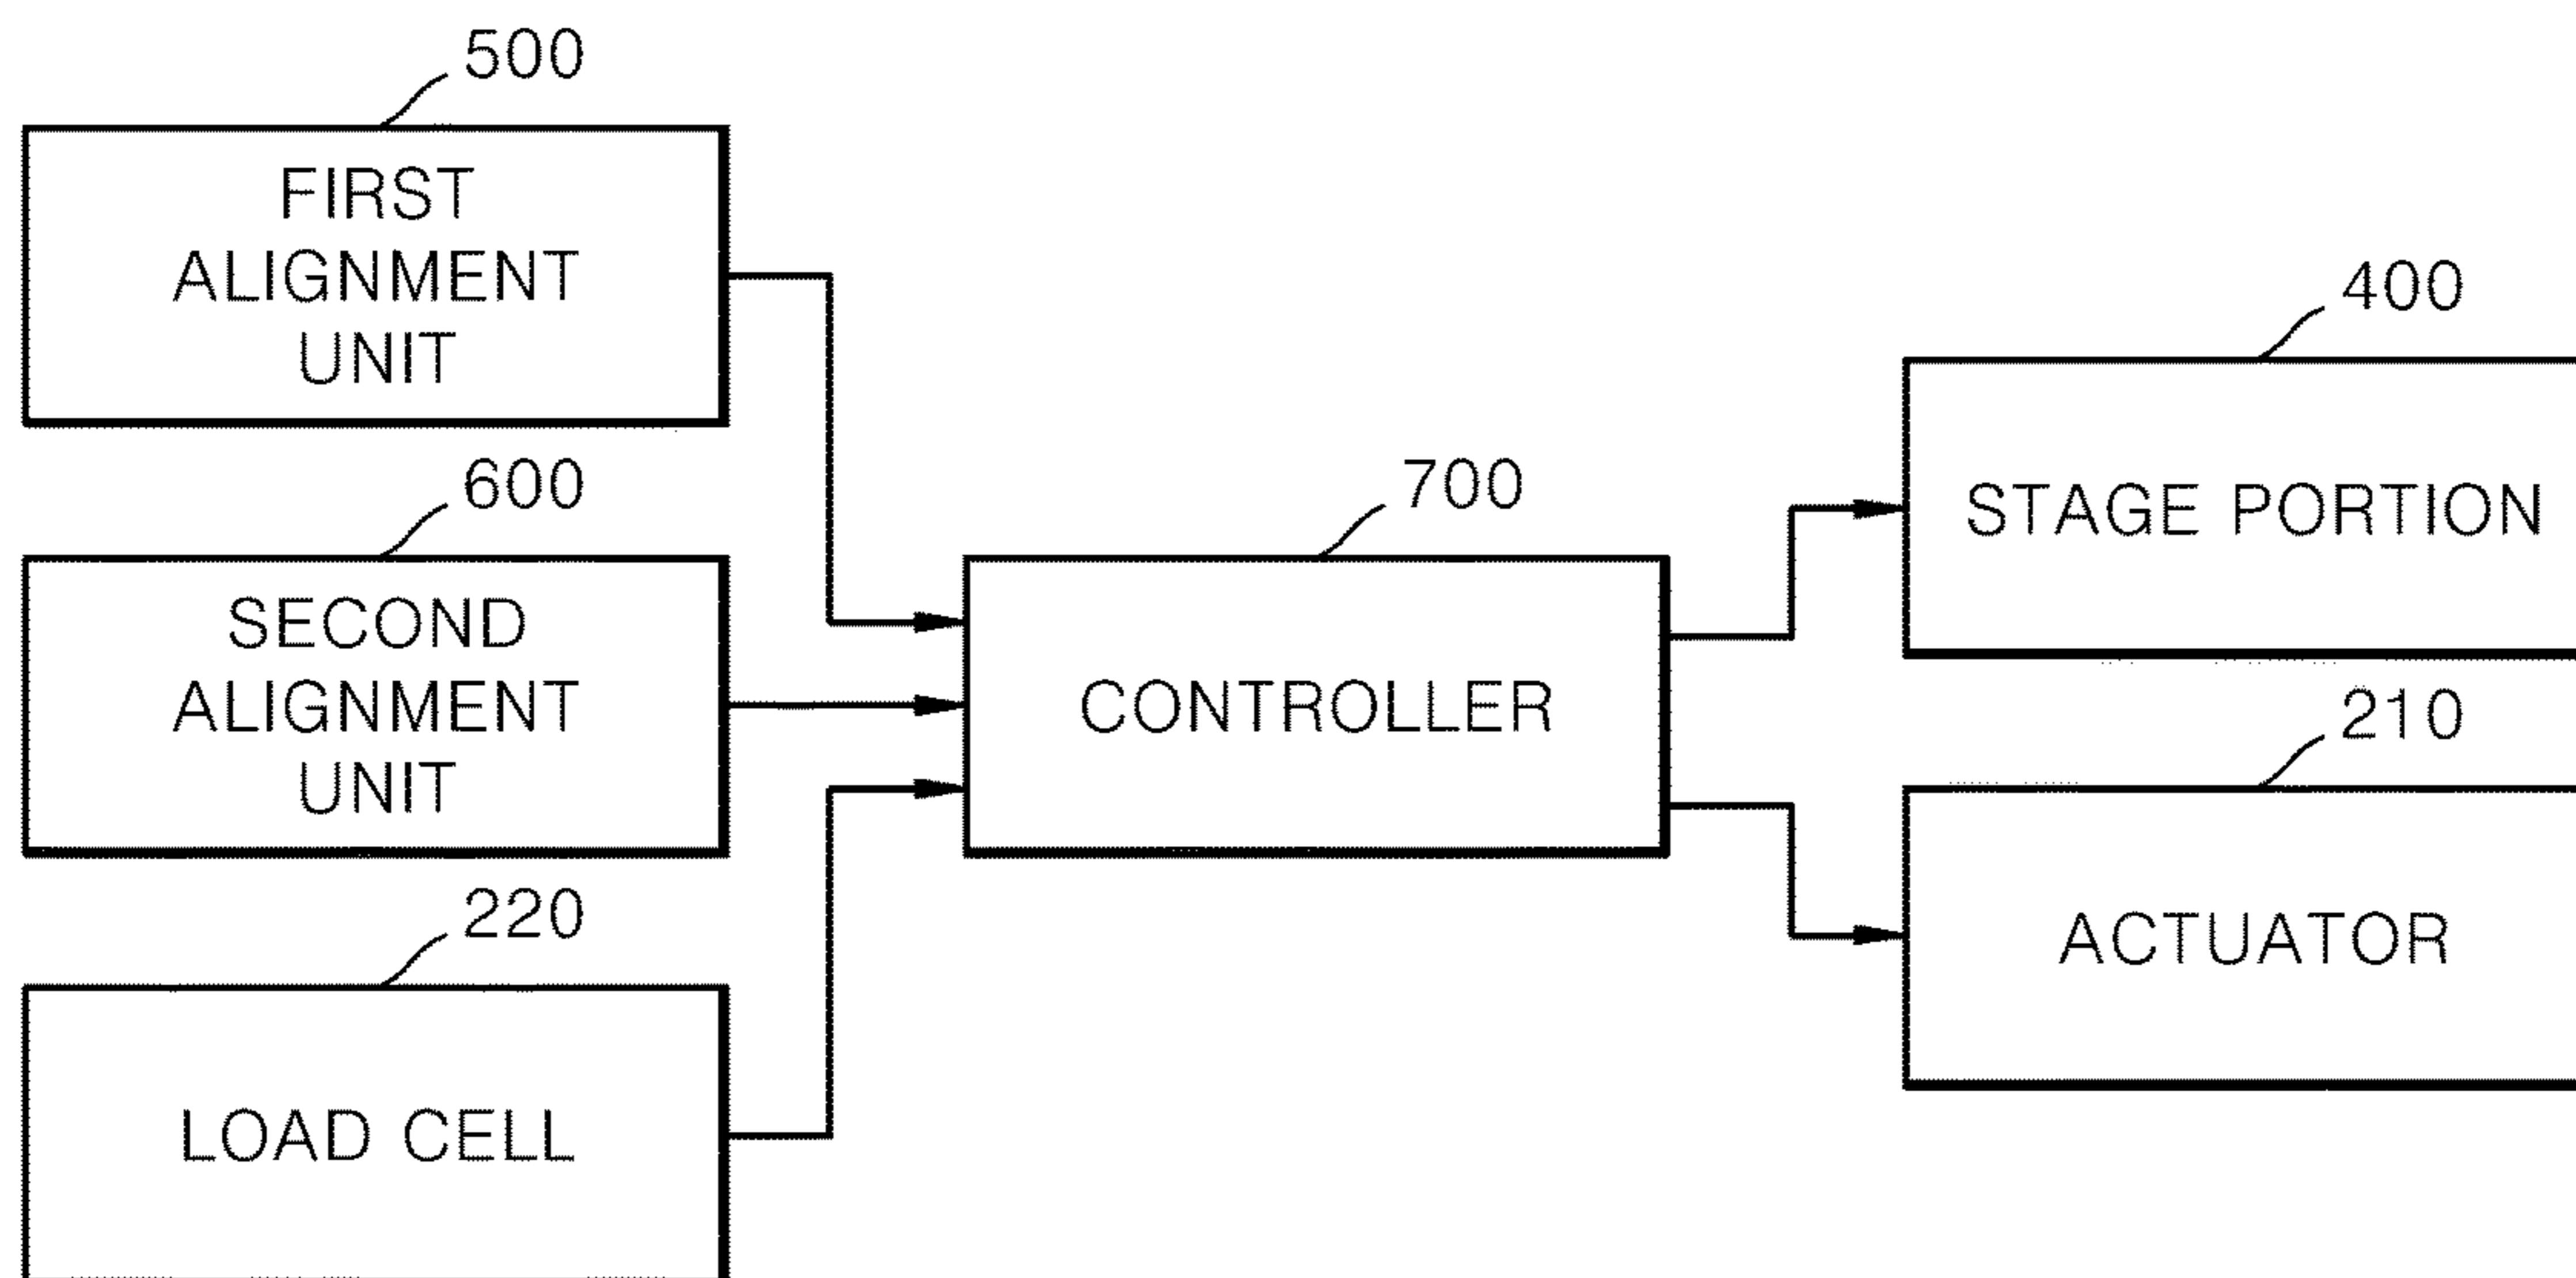 500
FIRST
ALIGNMENT
UNIT
600
SECOND
ALIGNMENT
UNIT
220
LOAD CELL
700
CONTROLLER
400
STAGE PORTION
210
ACTUATOR